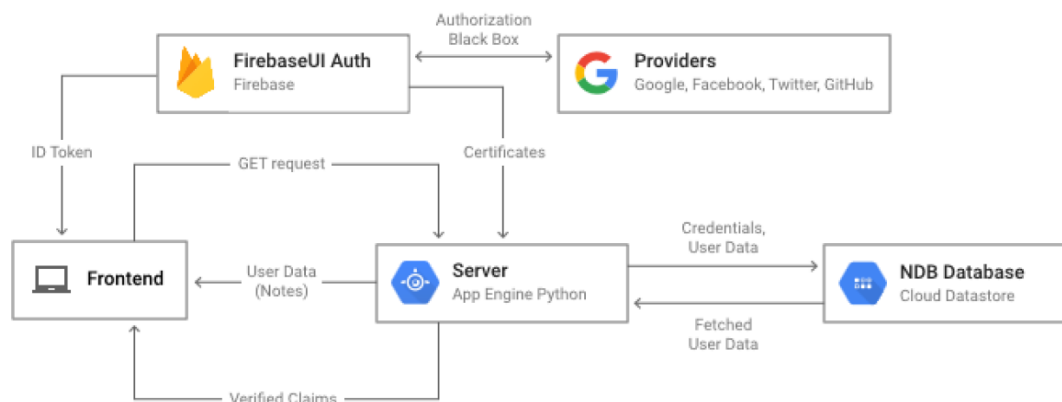 Authorization
Black Box
FirebaseUI Auth
Firebase
Providers
Google, Facebook, Twitter, GitHub
ID Token
GET request
Certificates
Frontend
User Data
(Notes)
Server
App Engine Python
Credentials,
User Data
NDB Database
Cloud Datastore
Fetched
User Data
Verified Claims